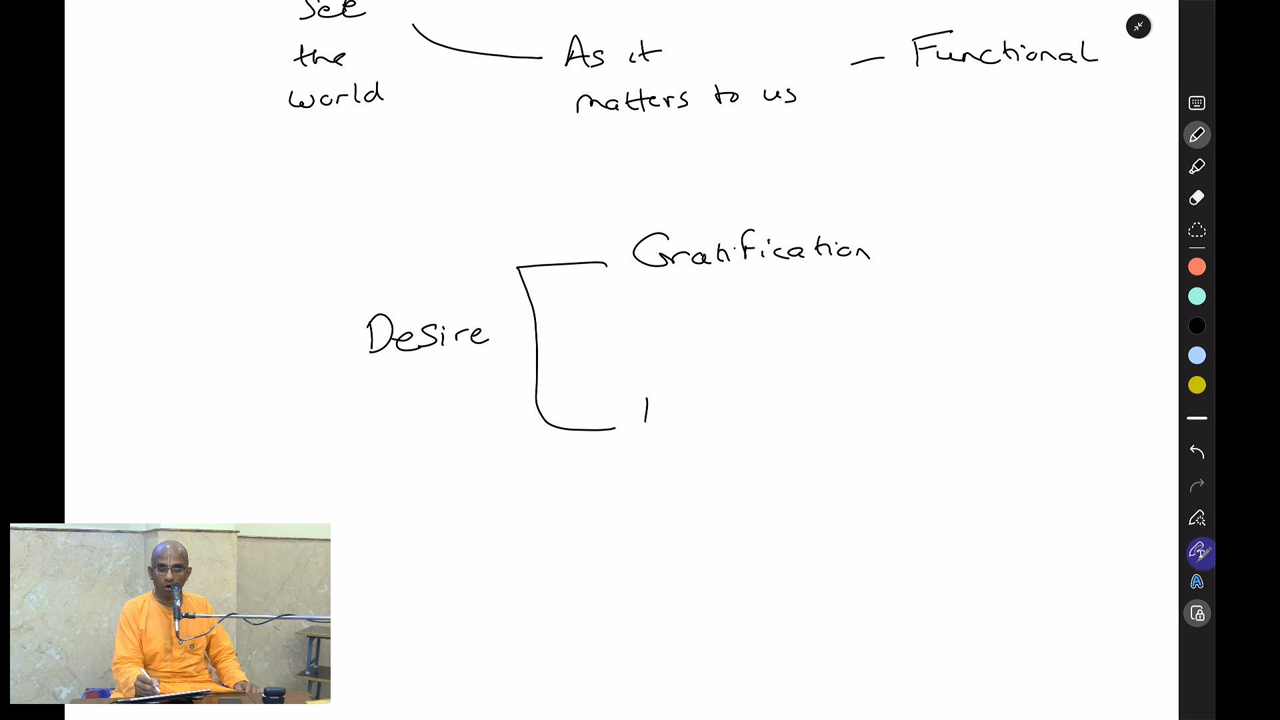 see
the
world
As it
matters to us
— Functional
Gratification
Desire